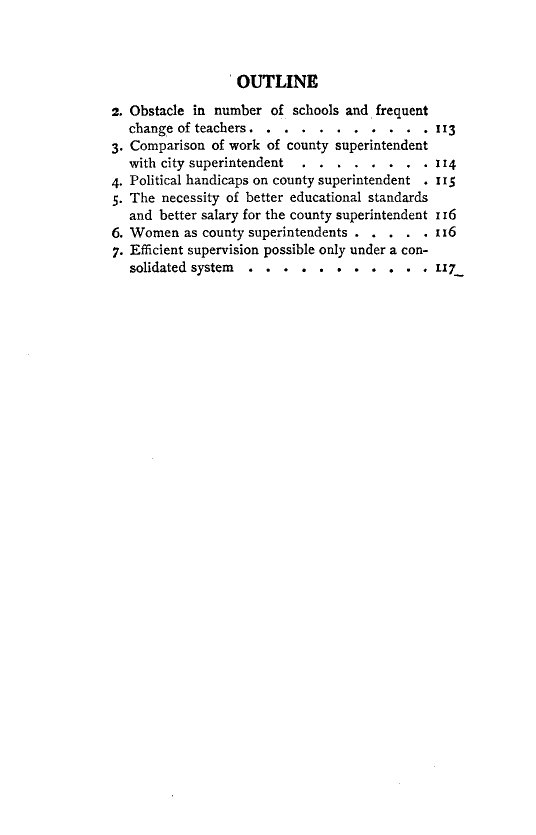 OUTLINE
2. Obstacle in number of schools and frequent
change of teachers. . . . . . . . . . . 113
3. Comparison of work of county superintendent
with city superintendent . . . . . . . . 114
4. Political handicaps on county superintendent . 115
5. The necessity of better educational standards
and better salary for the county superintendent 116
6. Women as county superintendents . . . . . 116
7. Efficient supervision possible only under a con-
solidated system . . . . . . . . . . . 117